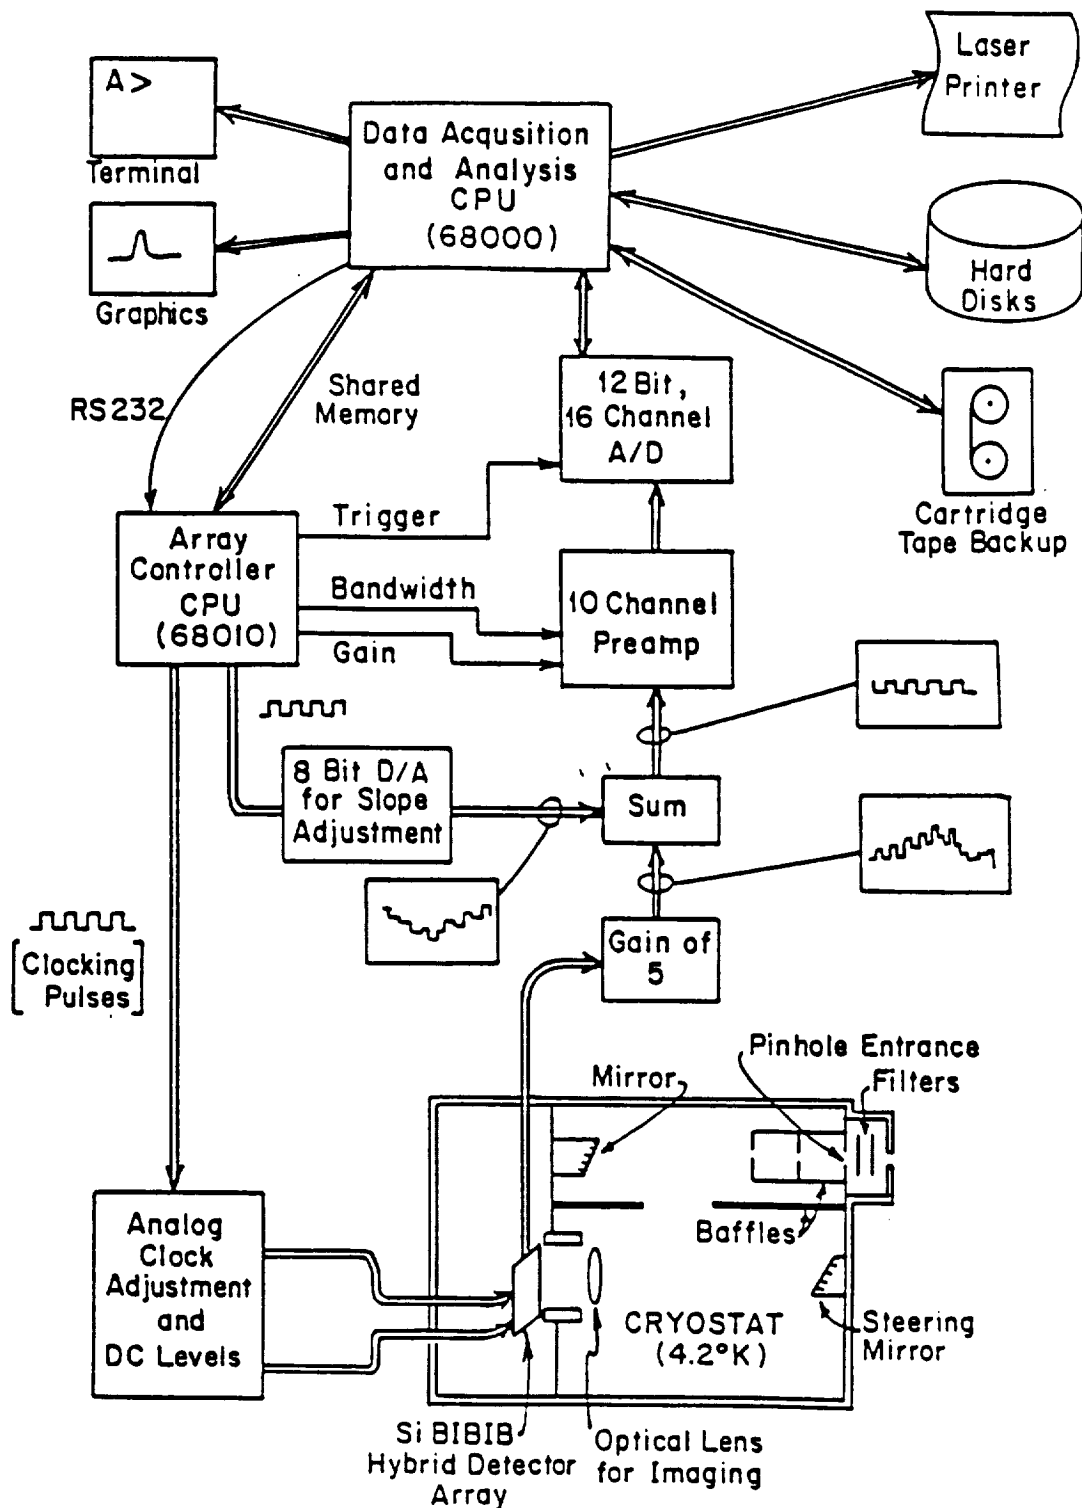 A>
Terminal
Graphics
Data Acqusition
and Analysis
CPU
(68000)
Laser
Printer
Hard
Disks
Cartridge
Tape Backup
RS232
Shared
Memory
12 Bit,
16 Channel
A/D
Trigger
Array
Controller
CPU
(68010)
Bandwidth
Gain
10 Channel
Preamp
8 Bit D/A
for Slope
Adjustment
Sum
Gain of
5
[Clocking
Pulses]
Pinhole Entrance
Filters
Mirror
Baffles
Analog
Clock
Adjustment
and
DC Levels
CRYOSTAT
(4.2°K)
Steering
Mirror
Si BIBIB
Hybrid Detector
Array
Optical Lens
for Imaging